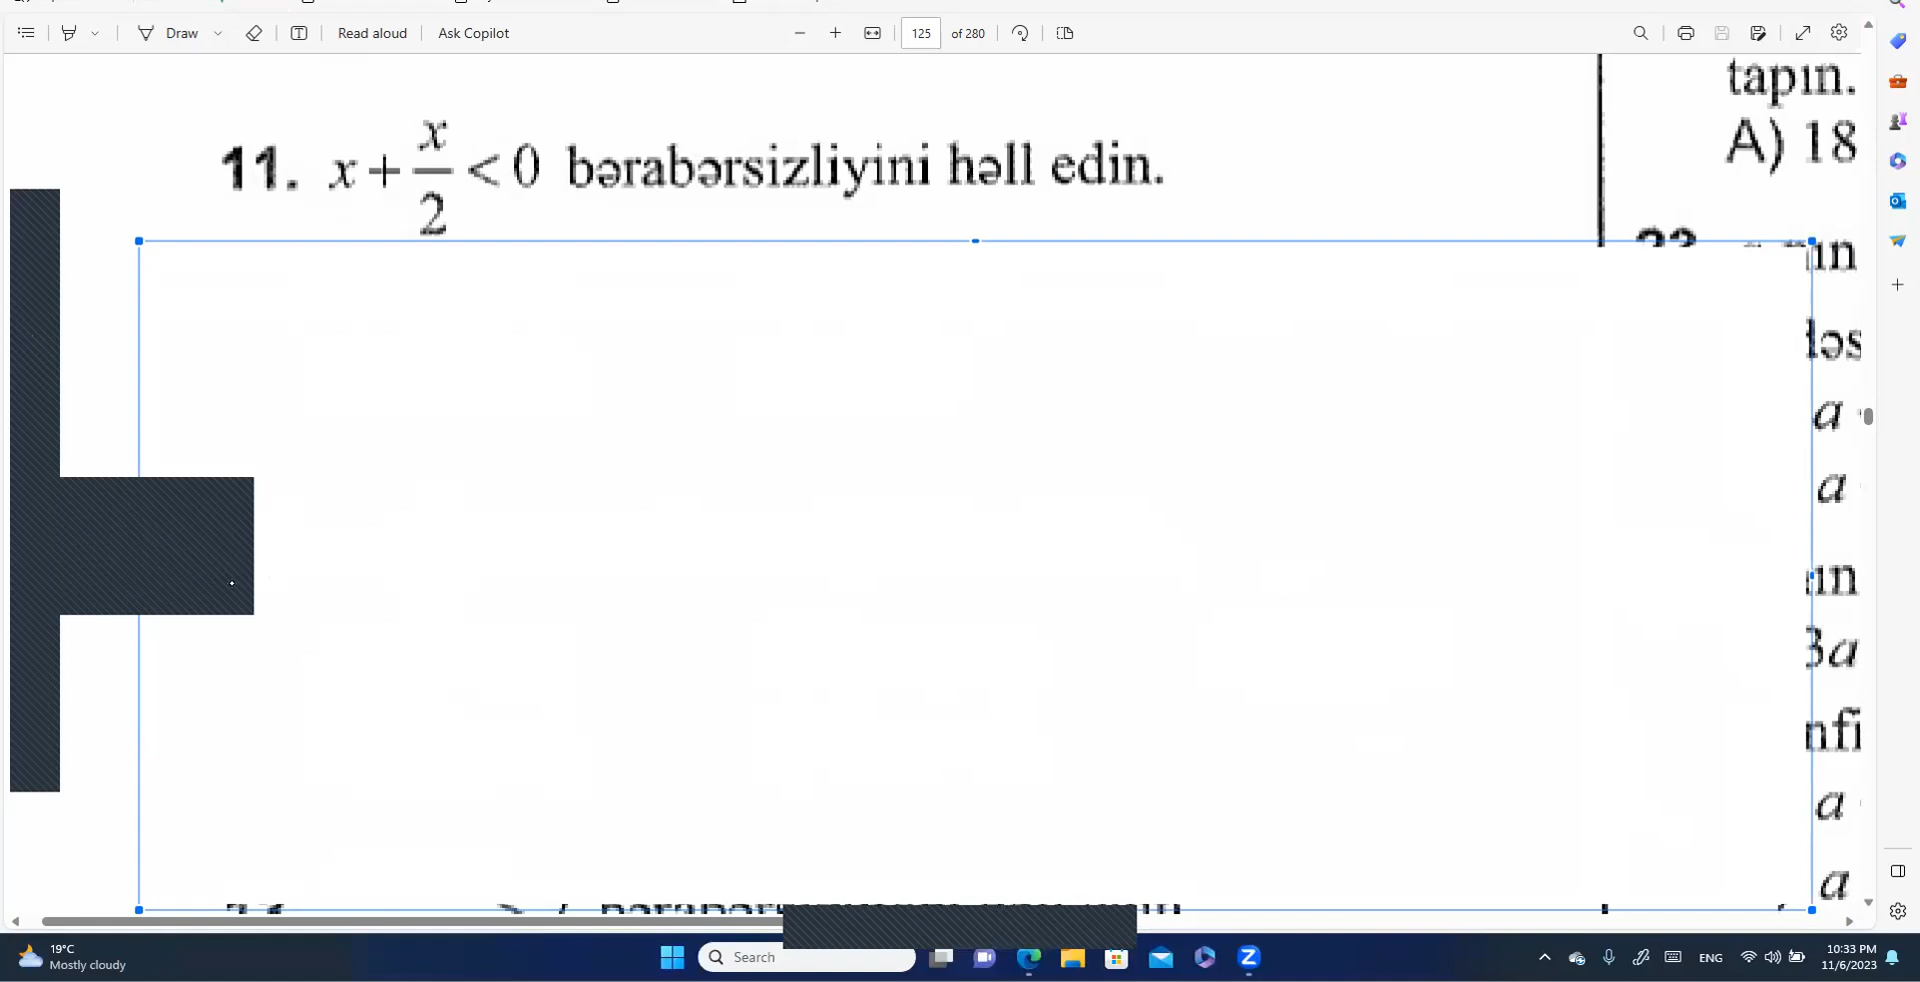 Draw
Read aloud
Ask Copilot
125 of 280
tapın.
A) 18
11. x + x/2 < 0 bərabərsizliyini həll edin.
a
a
3a
a
a
19°C
Mostly cloudy
Search
ENG
10:33 PM
11/6/2023